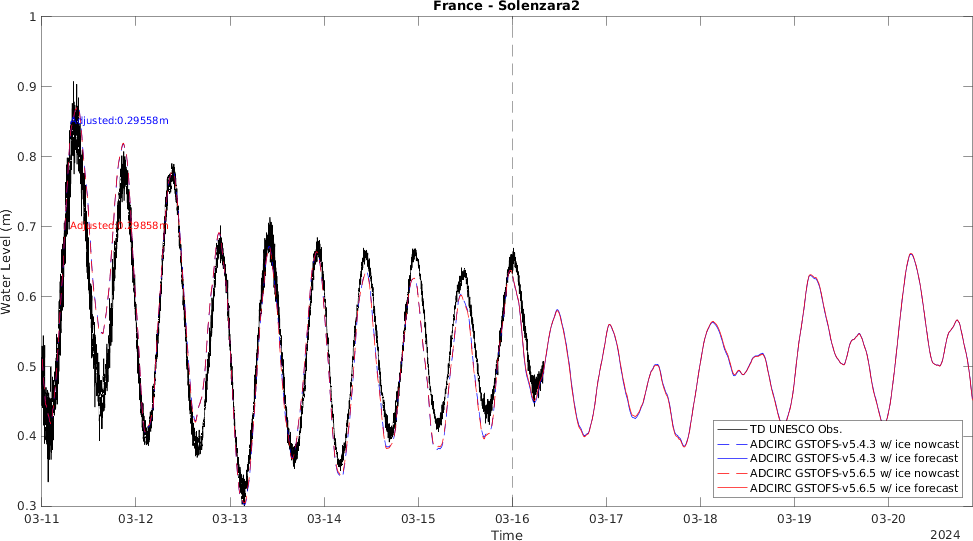 France - Solenzara2
1
0.9
0.8
0.7
0.6
0.5
0.4
0.3
Water Level (m)
Adjusted:0.29558m
Adjusted:0.29858m
TD UNESCO Obs.
ADCIRC GSTOFS-v5.4.3 w/ ice nowcast
ADCIRC GSTOFS-v5.4.3 w/ ice forecast
ADCIRC GSTOFS-v5.6.5 w/ ice nowcast
ADCIRC GSTOFS-v5.6.5 w/ ice forecast
03-11 03-12 03-13 03-14 03-15 03-16 03-17 03-18 03-19 03-20
Time
2024